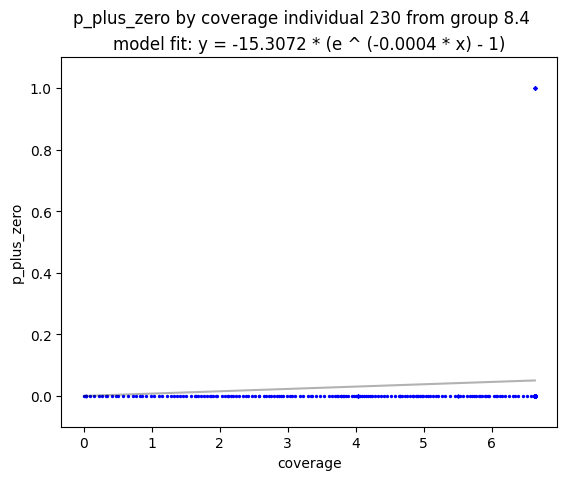 p_plus_zero by coverage individual 230 from group 8.4
model fit: y = -15.3072 * (e ^ (-0.0004 * x) - 1)
1.0
0.8
0.6
0.4
0.2
0.0
p_plus_zero
0 1 2 3 4 5 6
coverage